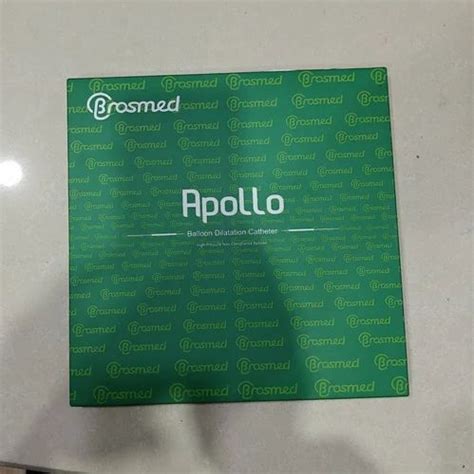 Brosmed
Apollo
Balloon Dilatation Catheter